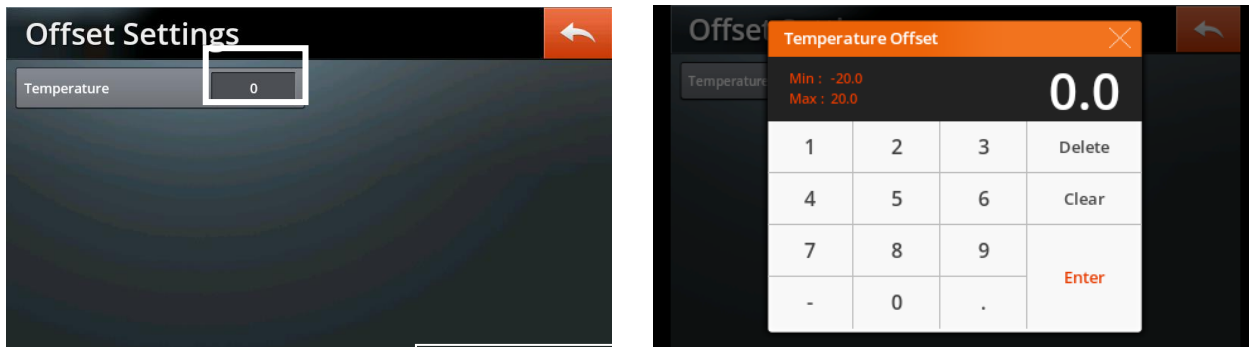 Offset Settings
Temperature 0
Offset
Temperature
Temperature Offset
Min : -20.0
Max : 20.0
0.0
1 2 3 Delete
4 5 6 Clear
7 8 9
Enter
- 0 .